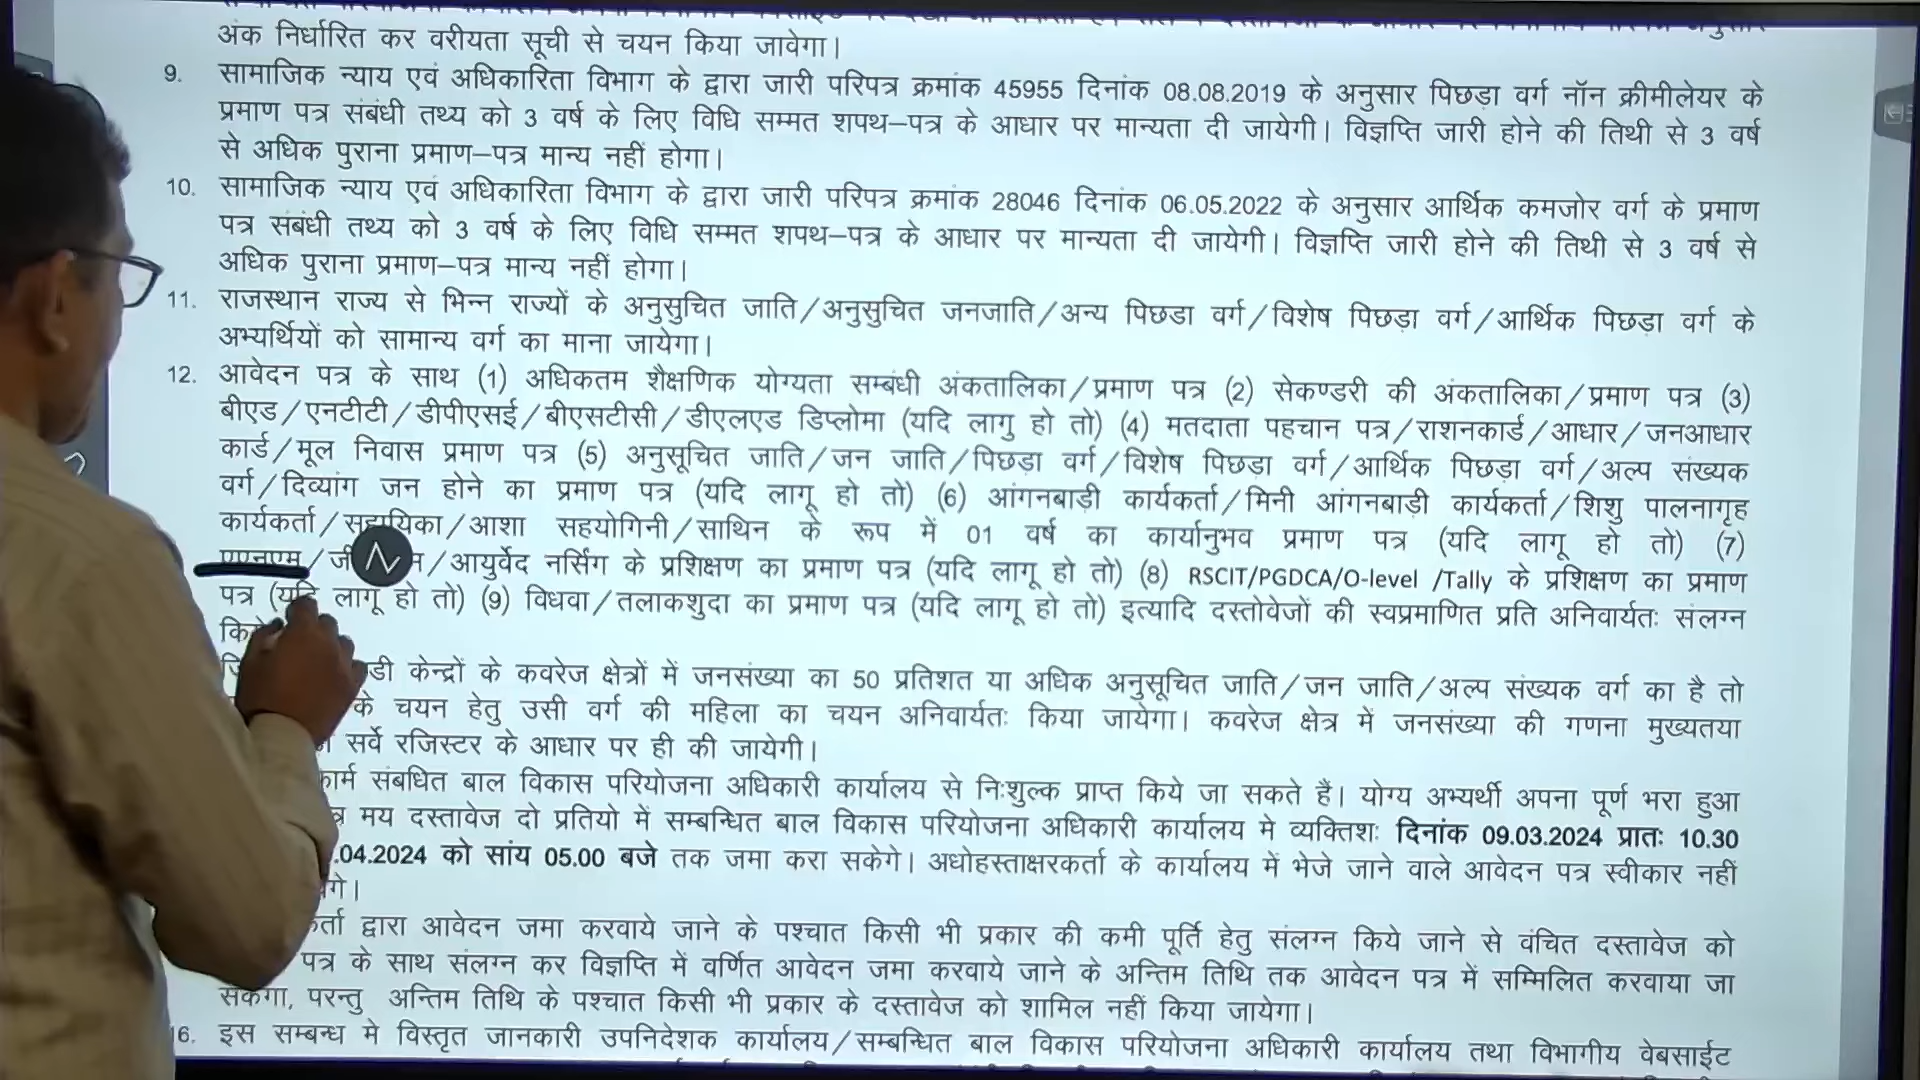 अंक निर्धारित कर वरीयता सूची से चयन किया जावेगा।
9. सामाजिक न्याय एवं अधिकारिता विभाग के द्वारा जारी परिपत्र क्रमांक 45955 दिनांक 08.08.2019 के अनुसार पिछड़ा वर्ग नॉन क्रीमीलेयर के
प्रमाण पत्र संबंधी तथ्य को 3 वर्ष के लिए विधि सम्मत शपथ–पत्र के आधार पर मान्यता दी जायेगी। विज्ञप्ति जारी होने की तिथी से 3 वर्ष
से अधिक पुराना प्रमाण–पत्र मान्य नहीं होगा।
10. सामाजिक न्याय एवं अधिकारिता विभाग के द्वारा जारी परिपत्र क्रमांक 28046 दिनांक 06.05.2022 के अनुसार आर्थिक कमजोर वर्ग के प्रमाण
पत्र संबंधी तथ्य को 3 वर्ष के लिए विधि सम्मत शपथ–पत्र के आधार पर मान्यता दी जायेगी। विज्ञप्ति जारी होने की तिथी से 3 वर्ष से
अधिक पुराना प्रमाण–पत्र मान्य नहीं होगा।
11. राजस्थान राज्य से भिन्न राज्यों के अनुसुचित जाति/अनुसुचित जनजाति/अन्य पिछडा वर्ग/विशेष पिछड़ा वर्ग/आर्थिक पिछड़ा वर्ग के
अभ्यर्थियों को सामान्य वर्ग का माना जायेगा।
12. आवेदन पत्र के साथ (1) अधिकतम शैक्षणिक योग्यता सम्बंधी अंकतालिका/प्रमाण पत्र (2) सेकण्डरी की अंकतालिका/प्रमाण पत्र (3)
बीएड/एनटीटी/डीपीएसई/बीएसटीसी/डीएलएड डिप्लोमा (यदि लागु हो तो) (4) मतदाता पहचान पत्र/राशनकार्ड/आधार/जनआधार
कार्ड/मूल निवास प्रमाण पत्र (5) अनुसूचित जाति/जन जाति/पिछड़ा वर्ग/विशेष पिछड़ा वर्ग/आर्थिक पिछड़ा वर्ग/अल्प संख्यक
वर्ग/दिव्यांग जन होने का प्रमाण पत्र (यदि लागू हो तो) (6) आंगनबाड़ी कार्यकर्ता/मिनी आंगनबाड़ी कार्यकर्ता/शिशु पालनागृह
कार्यकर्ता/सहायिका/आशा सहयोगिनी/साथिन के रूप में 01 वर्ष का कार्यानुभव प्रमाण पत्र (यदि लागू हो तो) (7)
एएनएम/जी /आयुर्वेद नर्सिंग के प्रशिक्षण का प्रमाण पत्र (यदि लागू हो तो) (8) RSCIT/PGDCA/O-level /Tally के प्रशिक्षण का प्रमाण
पत्र (यदि लागू हो तो) (9) विधवा/तलाकशुदा का प्रमाण पत्र (यदि लागू हो तो) इत्यादि दस्तोवेजों की स्वप्रमाणित प्रति अनिवार्यतः संलग्न
डी केन्द्रों के कवरेज क्षेत्रों में जनसंख्या का 50 प्रतिशत या अधिक अनुसूचित जाति/जन जाति/अल्प संख्यक वर्ग का है तो
के चयन हेतु उसी वर्ग की महिला का चयन अनिवार्यतः किया जायेगा। कवरेज क्षेत्र में जनसंख्या की गणना मुख्यतया
सर्वे रजिस्टर के आधार पर ही की जायेगी।
फार्म संबधित बाल विकास परियोजना अधिकारी कार्यालय से निःशुल्क प्राप्त किये जा सकते हैं। योग्य अभ्यर्थी अपना पूर्ण भरा हुआ
मय दस्तावेज दो प्रतियो में सम्बन्धित बाल विकास परियोजना अधिकारी कार्यालय मे व्यक्तिशः दिनांक 09.03.2024 प्रातः 10.30
.04.2024 को सांय 05.00 बजे तक जमा करा सकेगे। अधोहस्ताक्षरकर्ता के कार्यालय में भेजे जाने वाले आवेदन पत्र स्वीकार नहीं
गे।
र्ता द्वारा आवेदन जमा करवाये जाने के पश्चात किसी भी प्रकार की कमी पूर्ति हेतु संलग्न किये जाने से वंचित दस्तावेज को
पत्र के साथ संलग्न कर विज्ञप्ति में वर्णित आवेदन जमा करवाये जाने के अन्तिम तिथि तक आवेदन पत्र में सम्मिलित करवाया जा
सकेगा, परन्तु अन्तिम तिथि के पश्चात किसी भी प्रकार के दस्तावेज को शामिल नहीं किया जायेगा।
16. इस सम्बन्ध मे विस्तृत जानकारी उपनिदेशक कार्यालय/सम्बन्धित बाल विकास परियोजना अधिकारी कार्यालय तथा विभागीय वेबसाईट